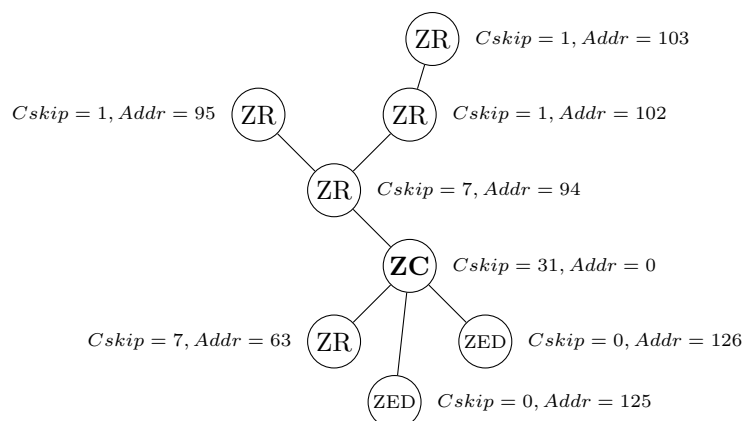 ZR Cskip = 1, Addr = 103
Cskip = 1, Addr = 95 ZR ZR Cskip = 1, Addr = 102
ZR Cskip = 7, Addr = 94
ZC Cskip = 31, Addr = 0
Cskip = 7, Addr = 63 ZR ZED Cskip = 0, Addr = 126
ZED Cskip = 0, Addr = 125